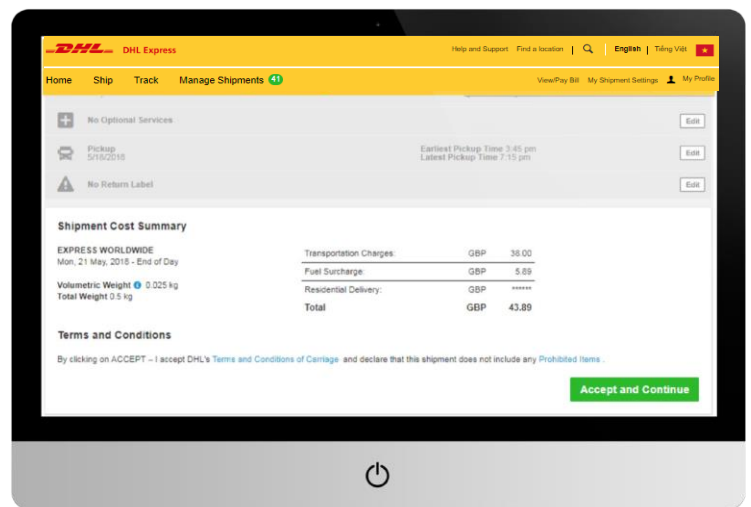 DHL DHL Express
Help and Support Find a location | English | Tiếng Việt
Home Ship Track Manage Shipments 41
View/Pay Bill My Shipment Settings My Profile
No Optional Services Edit
Pickup Earliest Pickup Time 3:45 pm Edit
5/18/2018 Latest Pickup Time 7:15 pm
No Return Label Edit
Shipment Cost Summary
EXPRESS WORLDWIDE
Mon, 21 May, 2018 - End of Day
Volumetric Weight 0.025 kg
Total Weight 0.5 kg
Transportation Charges: GBP 38.00
Fuel Surcharge: GBP 5.89
Residential Delivery: GBP ******
Total GBP 43.89
Terms and Conditions
By clicking on ACCEPT – I accept DHL's Terms and Conditions of Carriage and declare that this shipment does not include any Prohibited Items .
Accept and Continue